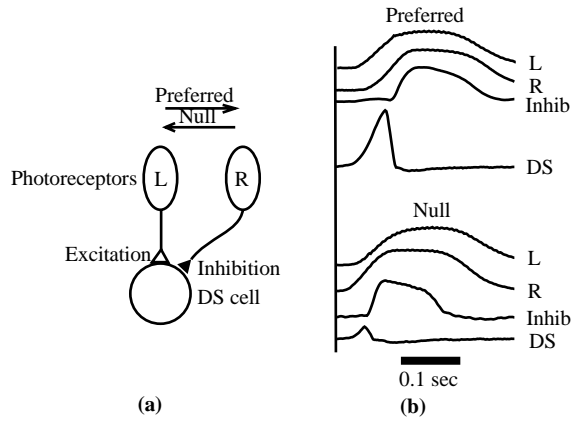 Preferred
Null
Photoreceptors
L
R
Excitation
Inhibition
DS cell
(a)
Preferred
L
R
Inhib
DS
Null
L
R
Inhib
DS
0.1 sec
(b)